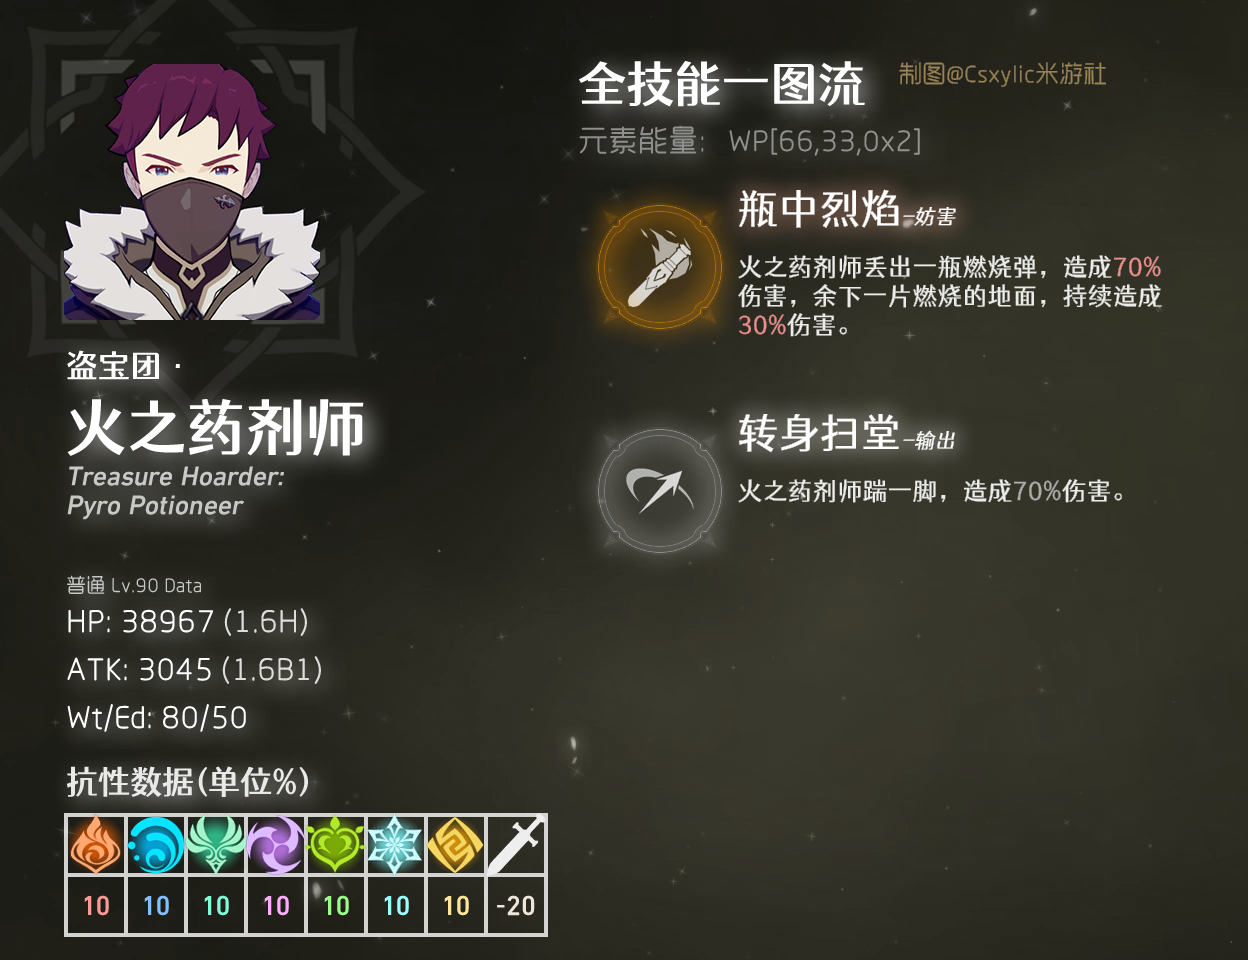 全技能一图流
制图@Csxylic米游社
元素能量: WP[66,33,0x2]
瓶中烈焰-妨害
火之药剂师丢出一瓶燃烧弹，造成70%
伤害，余下一片燃烧的地面，持续造成
30%伤害。
转身扫堂-输出
火之药剂师踹一脚，造成70%伤害。
盗宝团·
火之药剂师
Treasure Hoarder:
Pyro Potioneer
普通 Lv.90 Data
HP: 38967 (1.6H)
ATK: 3045 (1.6B1)
Wt/Ed: 80/50
抗性数据(单位%)
10 10 10 10 10 10 10 -20